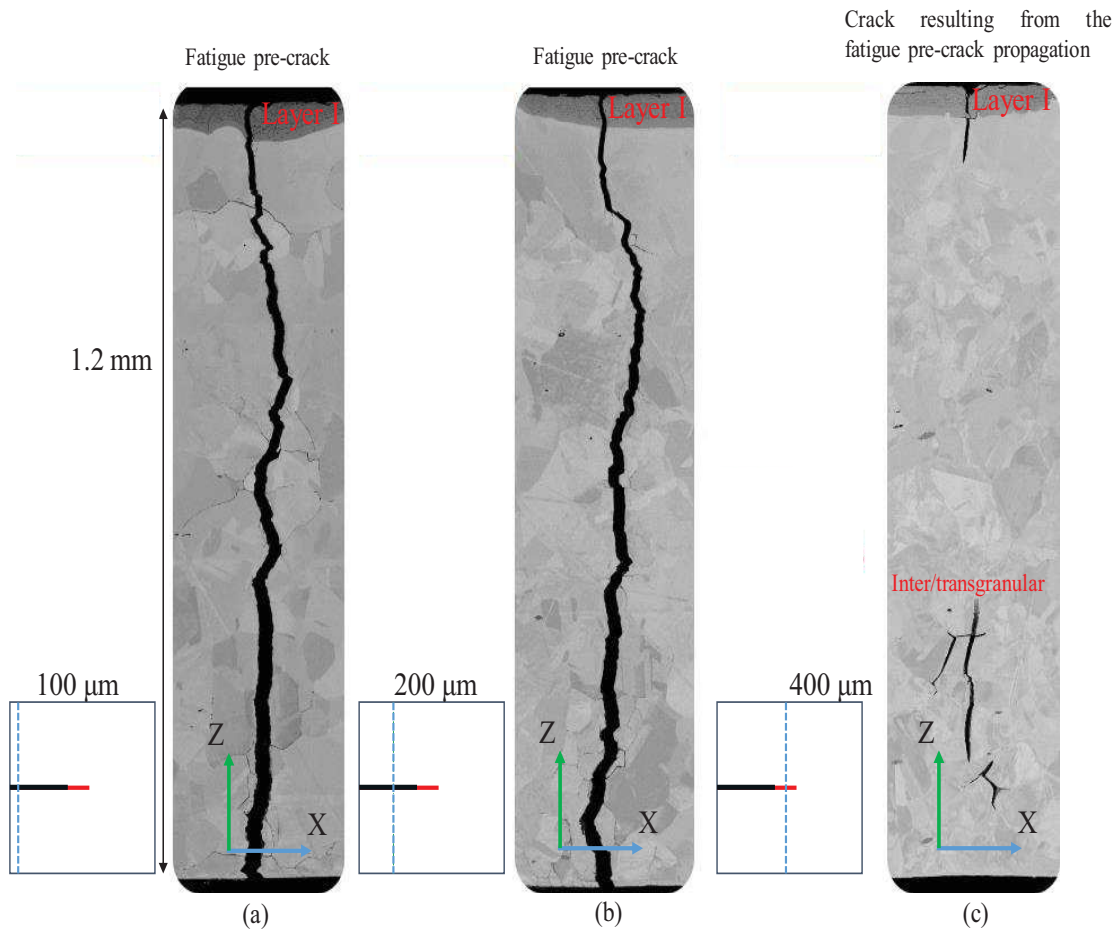 Crack resulting from the
fatigue pre-crack propagation
Fatigue pre-crack
Fatigue pre-crack
Layer I
Layer I
Layer I
1.2 mm
Inter/transgranular
100 μm
200 μm
400 μm
Z
X
Z
X
Z
X
(a)
(b)
(c)